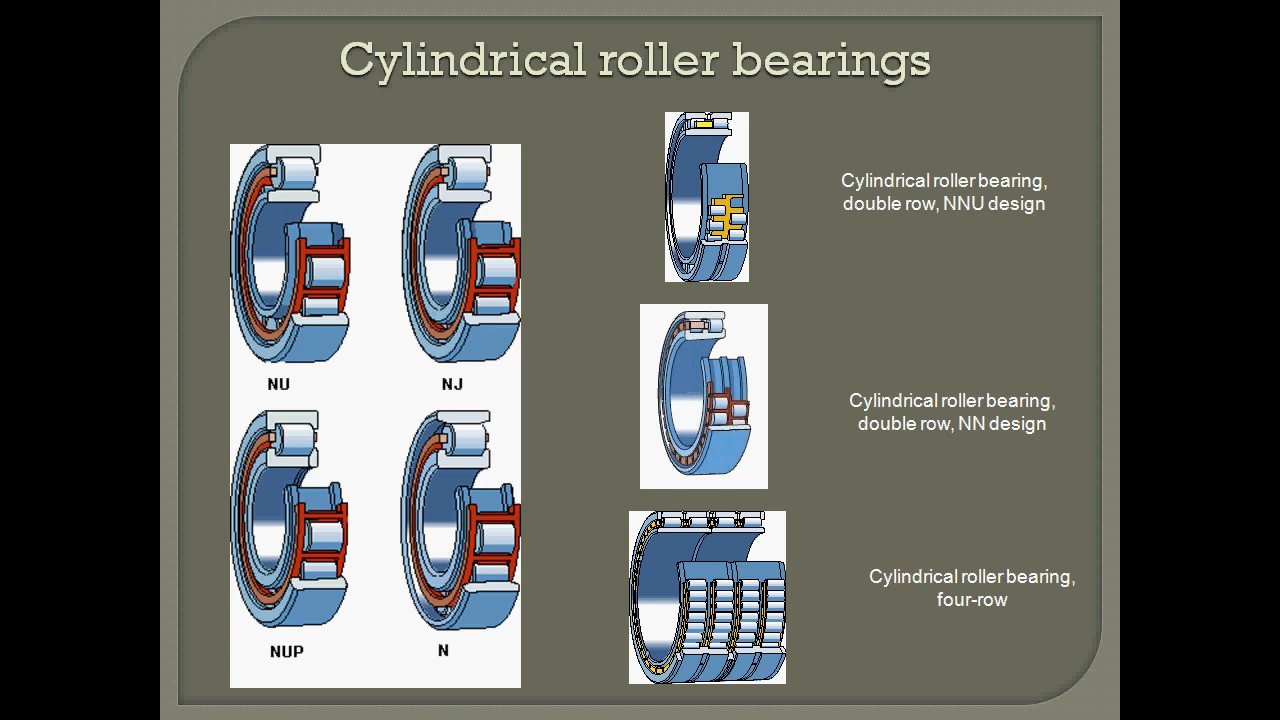 Cylindrical roller bearings
NU
NJ
NUP
N
Cylindrical roller bearing,
double row, NNU design
Cylindrical roller bearing,
double row, NN design
Cylindrical roller bearing,
four-row